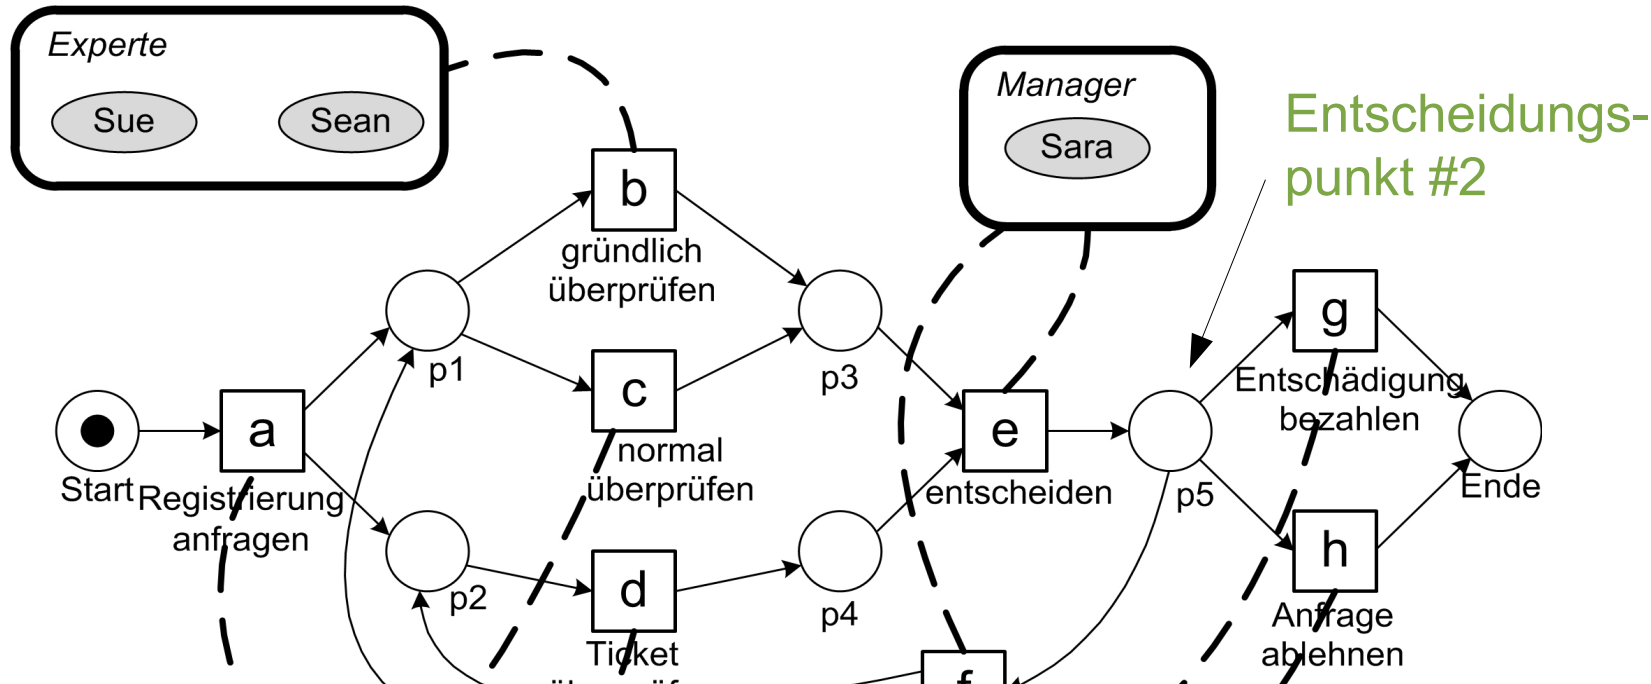 Experte
Sue
Sean
Manager
Sara
Entscheidungs-
punkt #2
b
gründlich
überprüfen
p1
c
normal
überprüfen
p3
g
Entschädigung
bezahlen
Start
a
Registrierung
anfragen
e
entscheiden
p5
Ende
p2
d
Ticket
p4
h
Anfrage
ablehnen
f